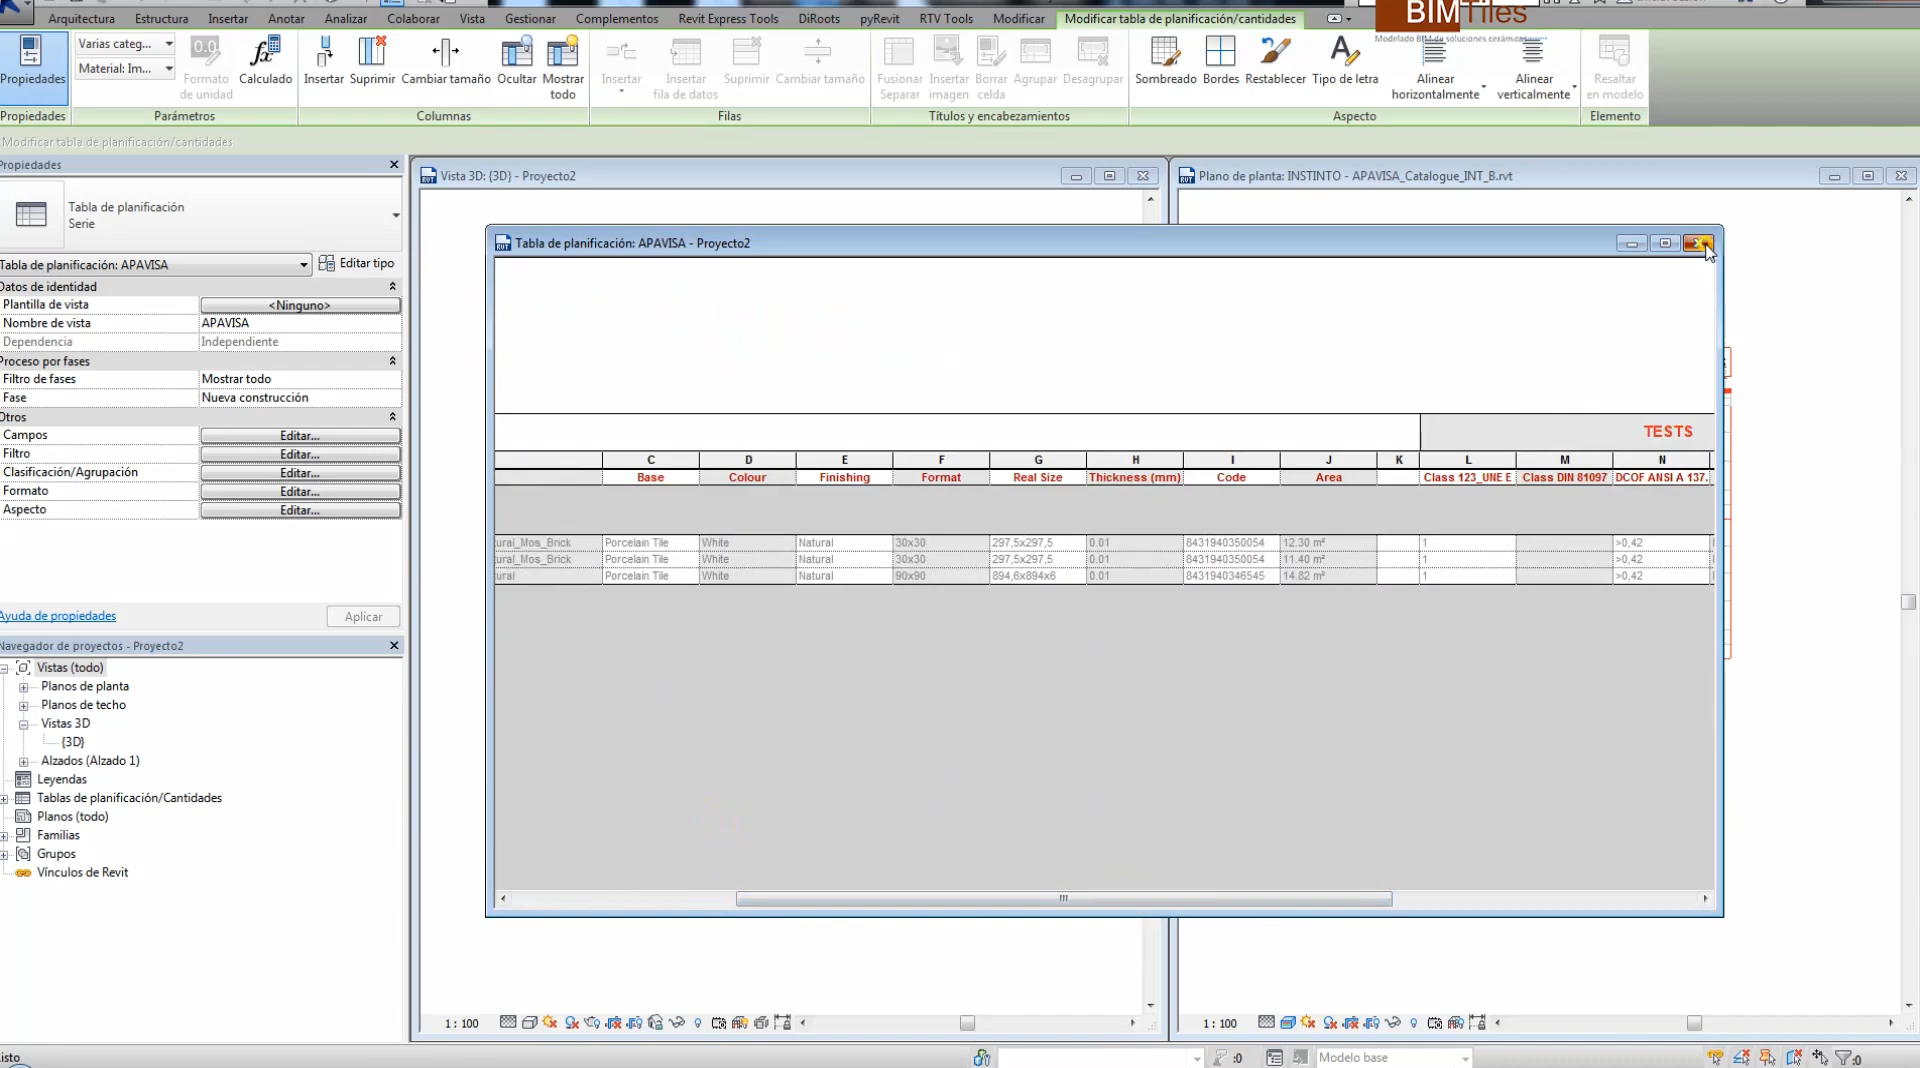 Arquitectura Estructura Insertar Anotar Analizar Colaborar Vista Gestionar Complementos Revit Express Tools DiRoots pyRevit RTV Tools Modificar Modificar tabla de planificación/cantidades
BIMTiles
Modelado BIM de soluciones cerámicas
Propiedades
Varias categ...
Material: Im...
Formato de unidad
Calculado
Insertar Suprimir Cambiar tamaño Ocultar Mostrar todo
Insertar Insertar fila de datos Suprimir Cambiar tamaño
Fusionar Separar Insertar imagen Borrar celda Agrupar Desagrupar
Sombreado Bordes Restablecer Tipo de letra Alinear horizontalmente Alinear verticalmente
Resaltar en modelo
Propiedades Parámetros Columnas Filas Títulos y encabezamientos Aspecto Elemento
Modificar tabla de planificación/cantidades
Propiedades
Tabla de planificación
Serie
Tabla de planificación: APAVISA Editar tipo
Datos de identidad
Plantilla de vista <Ninguno>
Nombre de vista APAVISA
Dependencia Independiente
Proceso por fases
Filtro de fases Mostrar todo
Fase Nueva construcción
Otros
Campos Editar...
Filtro Editar...
Clasificación/Agrupación Editar...
Formato Editar...
Aspecto Editar...
Ayuda de propiedades Aplicar
Navegador de proyectos - Proyecto2
Vistas (todo)
Planos de planta
Planos de techo
Vistas 3D
{3D}
Alzados (Alzado 1)
Leyendas
Tablas de planificación/Cantidades
Planos (todo)
Familias
Grupos
Vínculos de Revit
Vista 3D: {3D} - Proyecto2
Plano de planta: INSTINTO - APAVISA_Catalogue_INT_B.rvt
Tabla de planificación: APAVISA - Proyecto2
TESTS
C D E F G H I J K L M N
Base Colour Finishing Format Real Size Thickness (mm) Code Area Class 123_UNE E Class DIN 81097 DCOF ANSI A 137.
ural_Mos_Brick Porcelain Tile White Natural 30x30 297,5x297,5 0.01 8431940350054 12.30 m² 1 >0,42
ural_Mos_Brick Porcelain Tile White Natural 30x30 297,5x297,5 0.01 8431940350054 11.40 m² 1 >0,42
ural Porcelain Tile White Natural 90x90 894,6x894x6 0.01 8431940346545 14.82 m² 1 >0,42
1 : 100
1 : 100
Listo
:0
Modelo base
:0